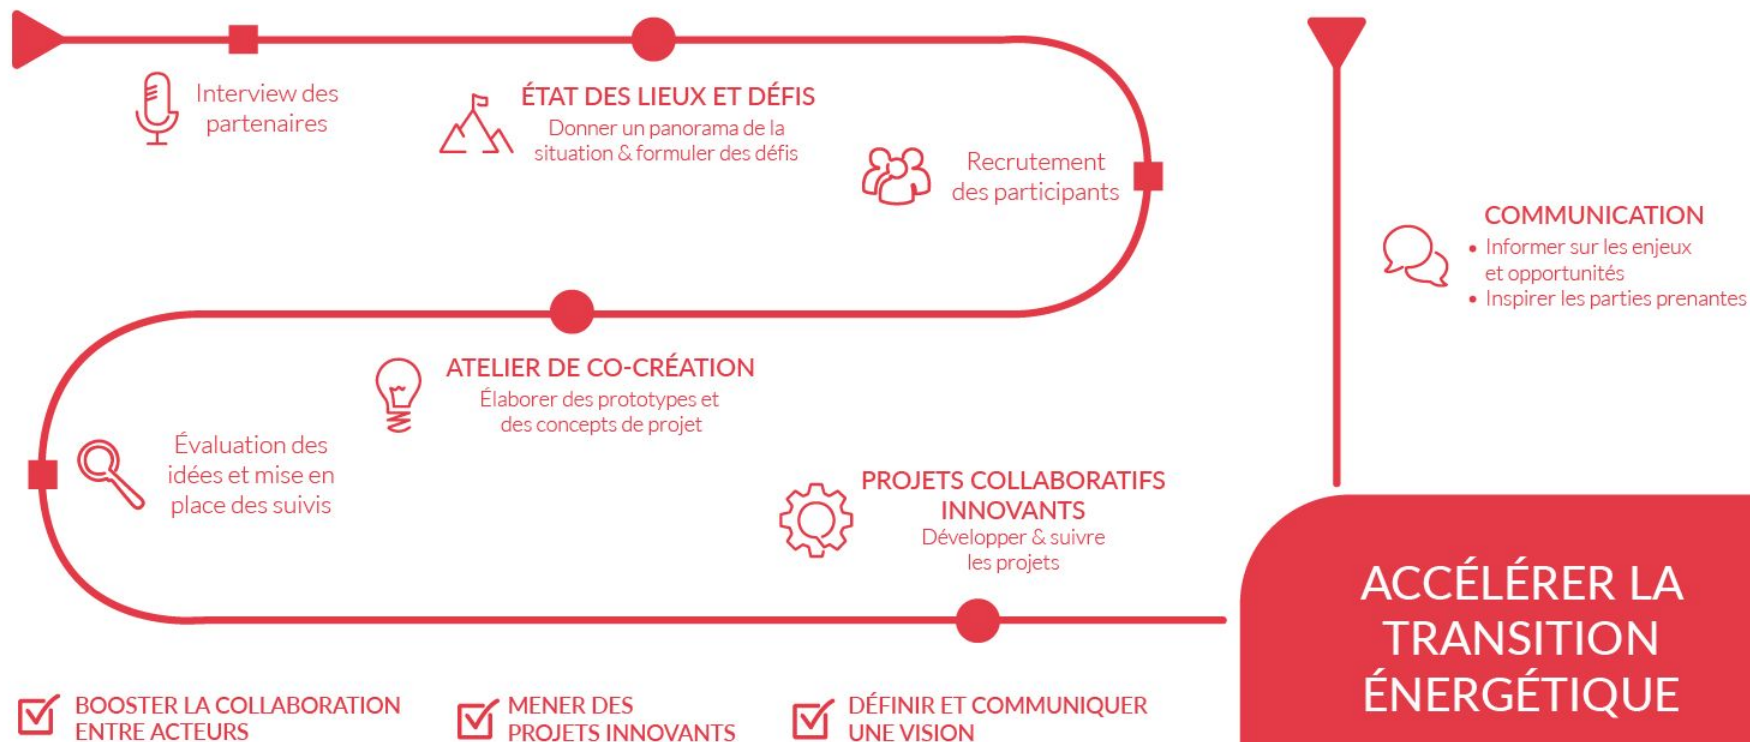 Interview des
partenaires
ÉTAT DES LIEUX ET DÉFIS
Donner un panorama de la
situation & formuler des défis
Recrutement
des participants
COMMUNICATION
• Informer sur les enjeux
et opportunités
• Inspirer les parties prenantes
ATELIER DE CO-CRÉATION
Élaborer des prototypes et
des concepts de projet
Évaluation des
idées et mise en
place des suivis
PROJETS COLLABORATIFS
INNOVANTS
Développer & suivre
les projets
ACCÉLÉRER LA
TRANSITION
ÉNERGÉTIQUE
BOOSTER LA COLLABORATION
ENTRE ACTEURS
MENER DES
PROJETS INNOVANTS
DÉFINIR ET COMMUNIQUER
UNE VISION